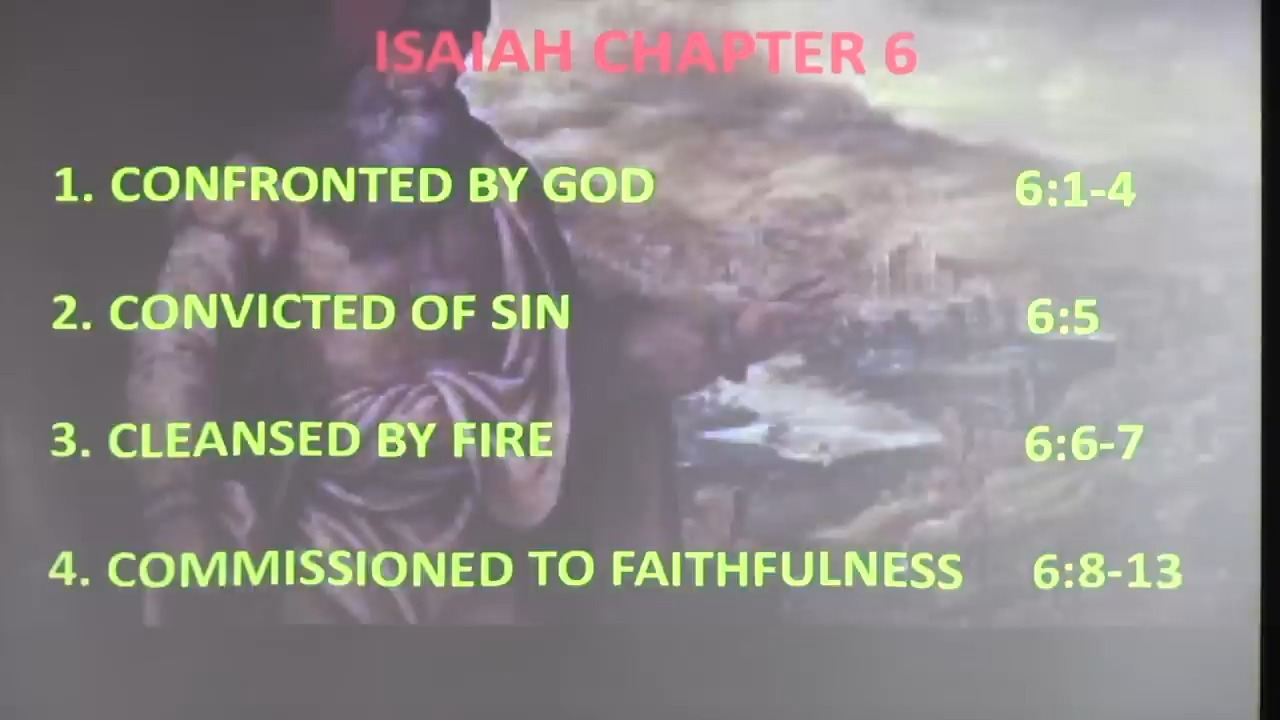 ISAIAH CHAPTER 6
1. CONFRONTED BY GOD 6:1-4
2. CONVICTED OF SIN 6:5
3. CLEANSED BY FIRE 6:6-7
4. COMMISSIONED TO FAITHFULNESS 6:8-13